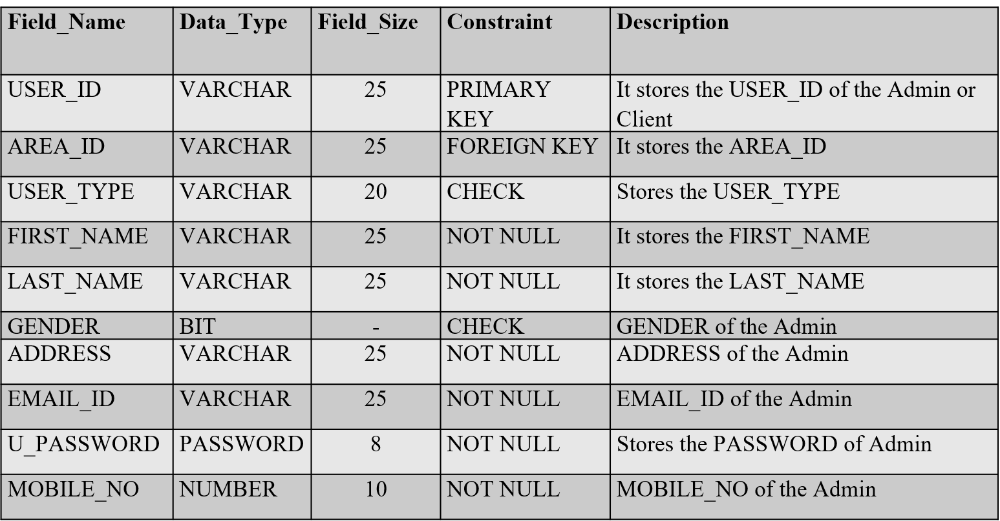 Field_Name Data_Type Field_Size Constraint Description
USER_ID VARCHAR 25 PRIMARY It stores the USER_ID of the Admin or
KEY Client
AREA_ID VARCHAR 25 FOREIGN KEY It stores the AREA_ID
USER_TYPE VARCHAR 20 CHECK Stores the USER_TYPE
FIRST_NAME VARCHAR 25 NOT NULL It stores the FIRST_NAME
LAST_NAME VARCHAR 25 NOT NULL It stores the LAST_NAME
GENDER BIT - CHECK GENDER of the Admin
ADDRESS VARCHAR 25 NOT NULL ADDRESS of the Admin
EMAIL_ID VARCHAR 25 NOT NULL EMAIL_ID of the Admin
U_PASSWORD PASSWORD 8 NOT NULL Stores the PASSWORD of Admin
MOBILE_NO NUMBER 10 NOT NULL MOBILE_NO of the Admin